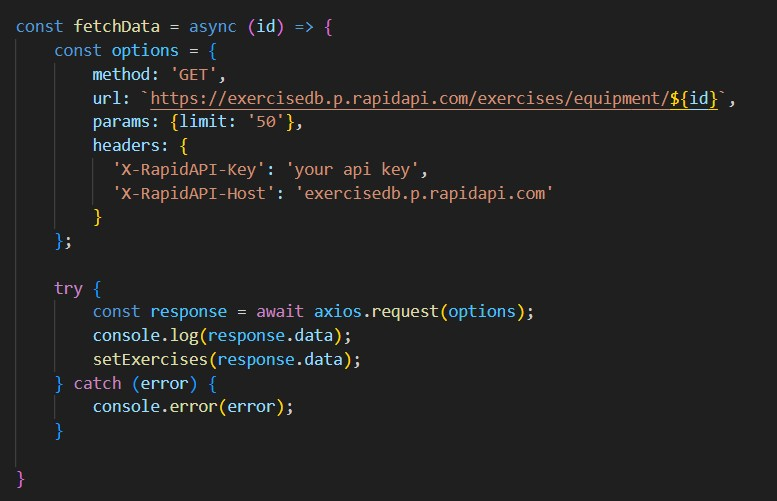 const fetchData = async (id) => {
    const options = {
        method: 'GET',
        url: `https://exercisedb.p.rapidapi.com/exercises/equipment/${id}`,
        params: {limit: '50'},
        headers: {
          'X-RapidAPI-Key': 'your api key',
          'X-RapidAPI-Host': 'exercisedb.p.rapidapi.com'
        }
    };

    try {
        const response = await axios.request(options);
        console.log(response.data);
        setExercises(response.data);
    } catch (error) {
        console.error(error);
    }

}